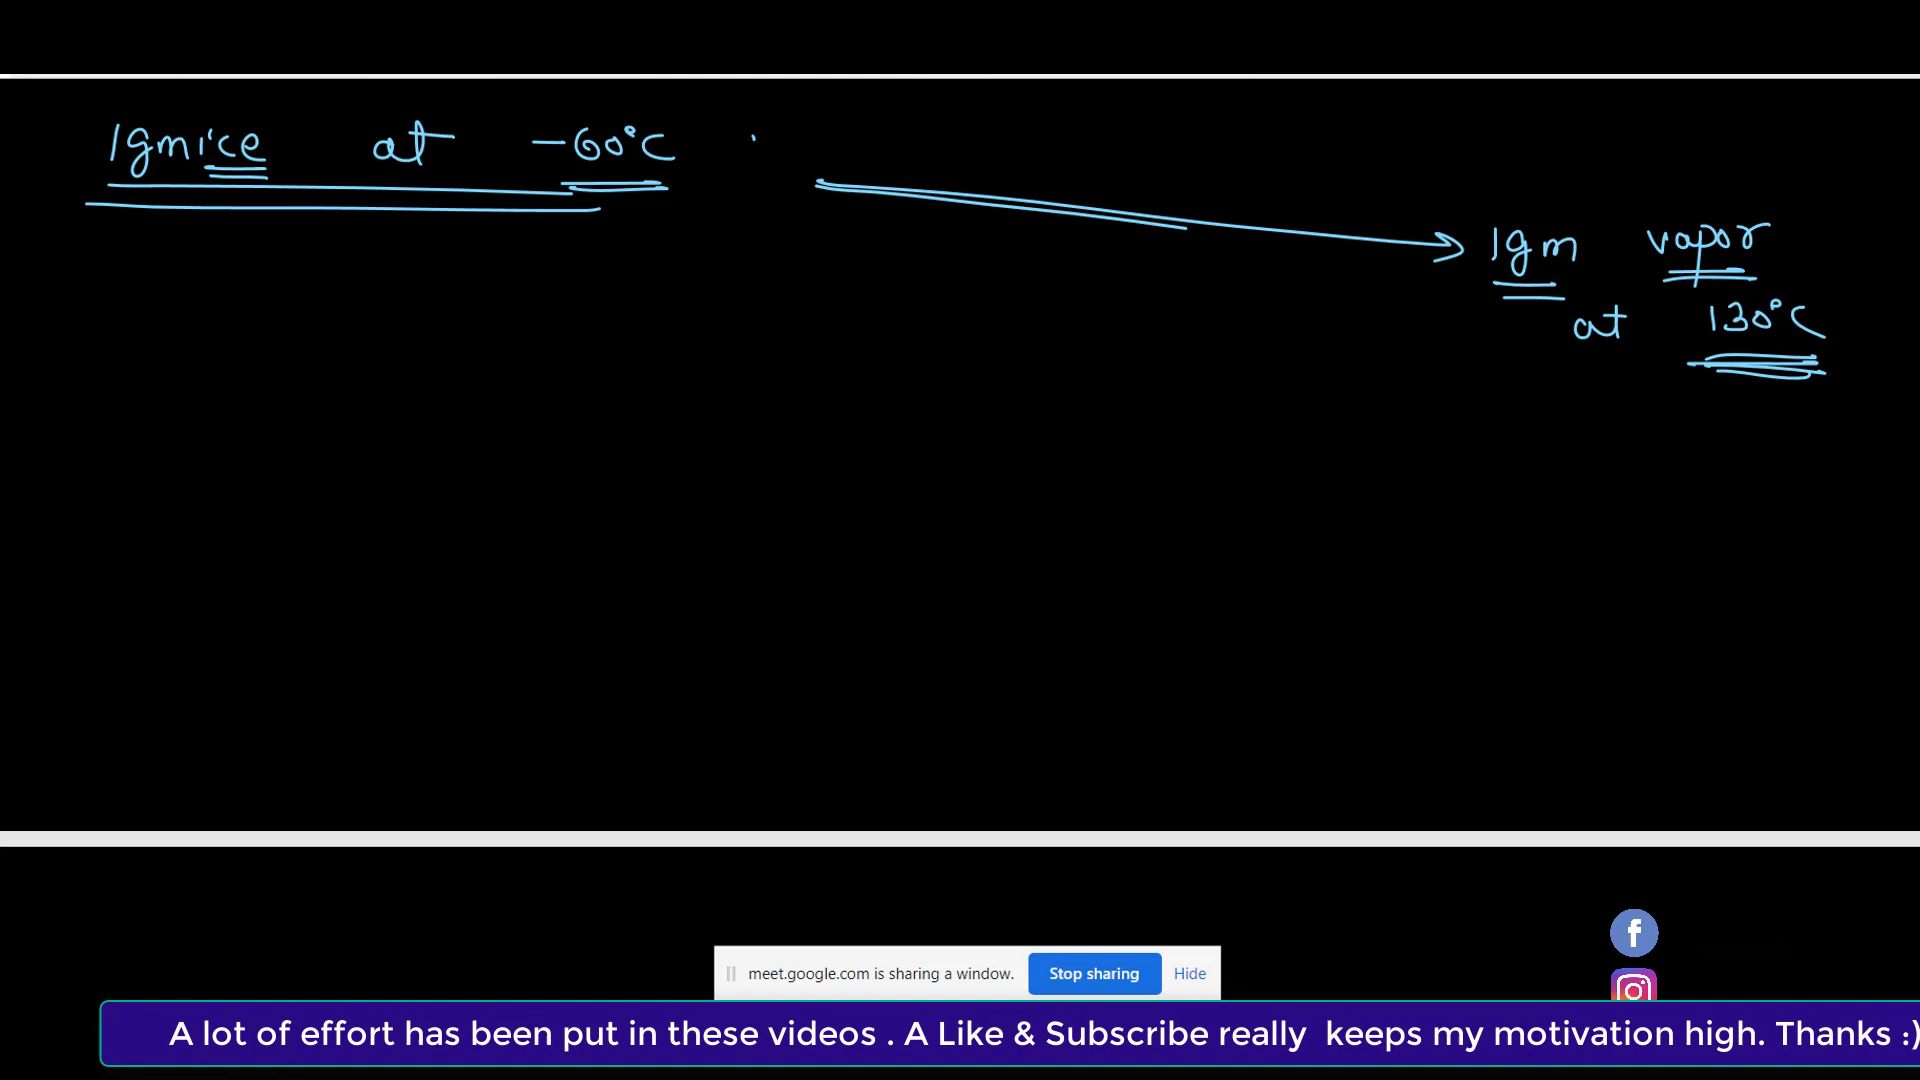 1gm ice at -60°C
1gm vapor
at 130°C
meet.google.com is sharing a window. Stop sharing Hide
A lot of effort has been put in these videos . A Like & Subscribe really keeps my motivation high. Thanks :)